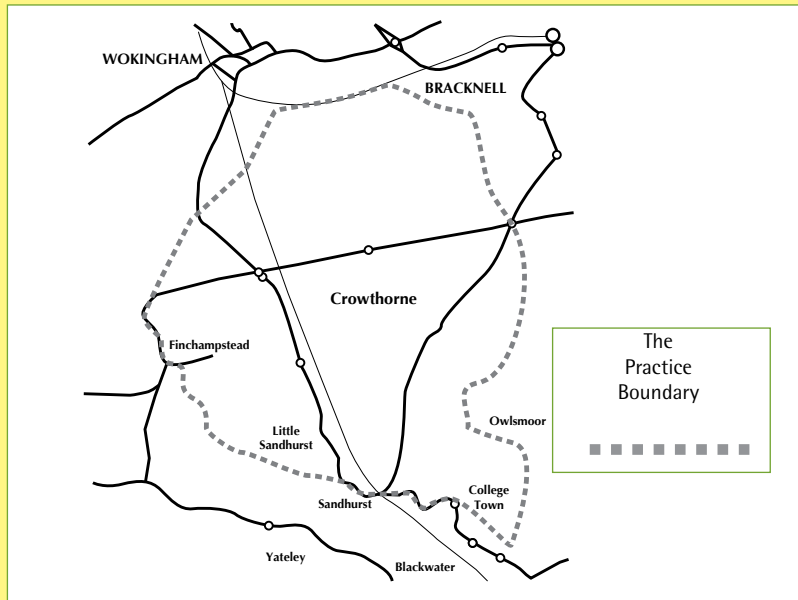 WOKINGHAM
BRACKNELL
Crowthorne
Finchampstead
The
Practice
Boundary
Owlsmoor
Little
Sandhurst
College
Town
Sandhurst
Yateley
Blackwater